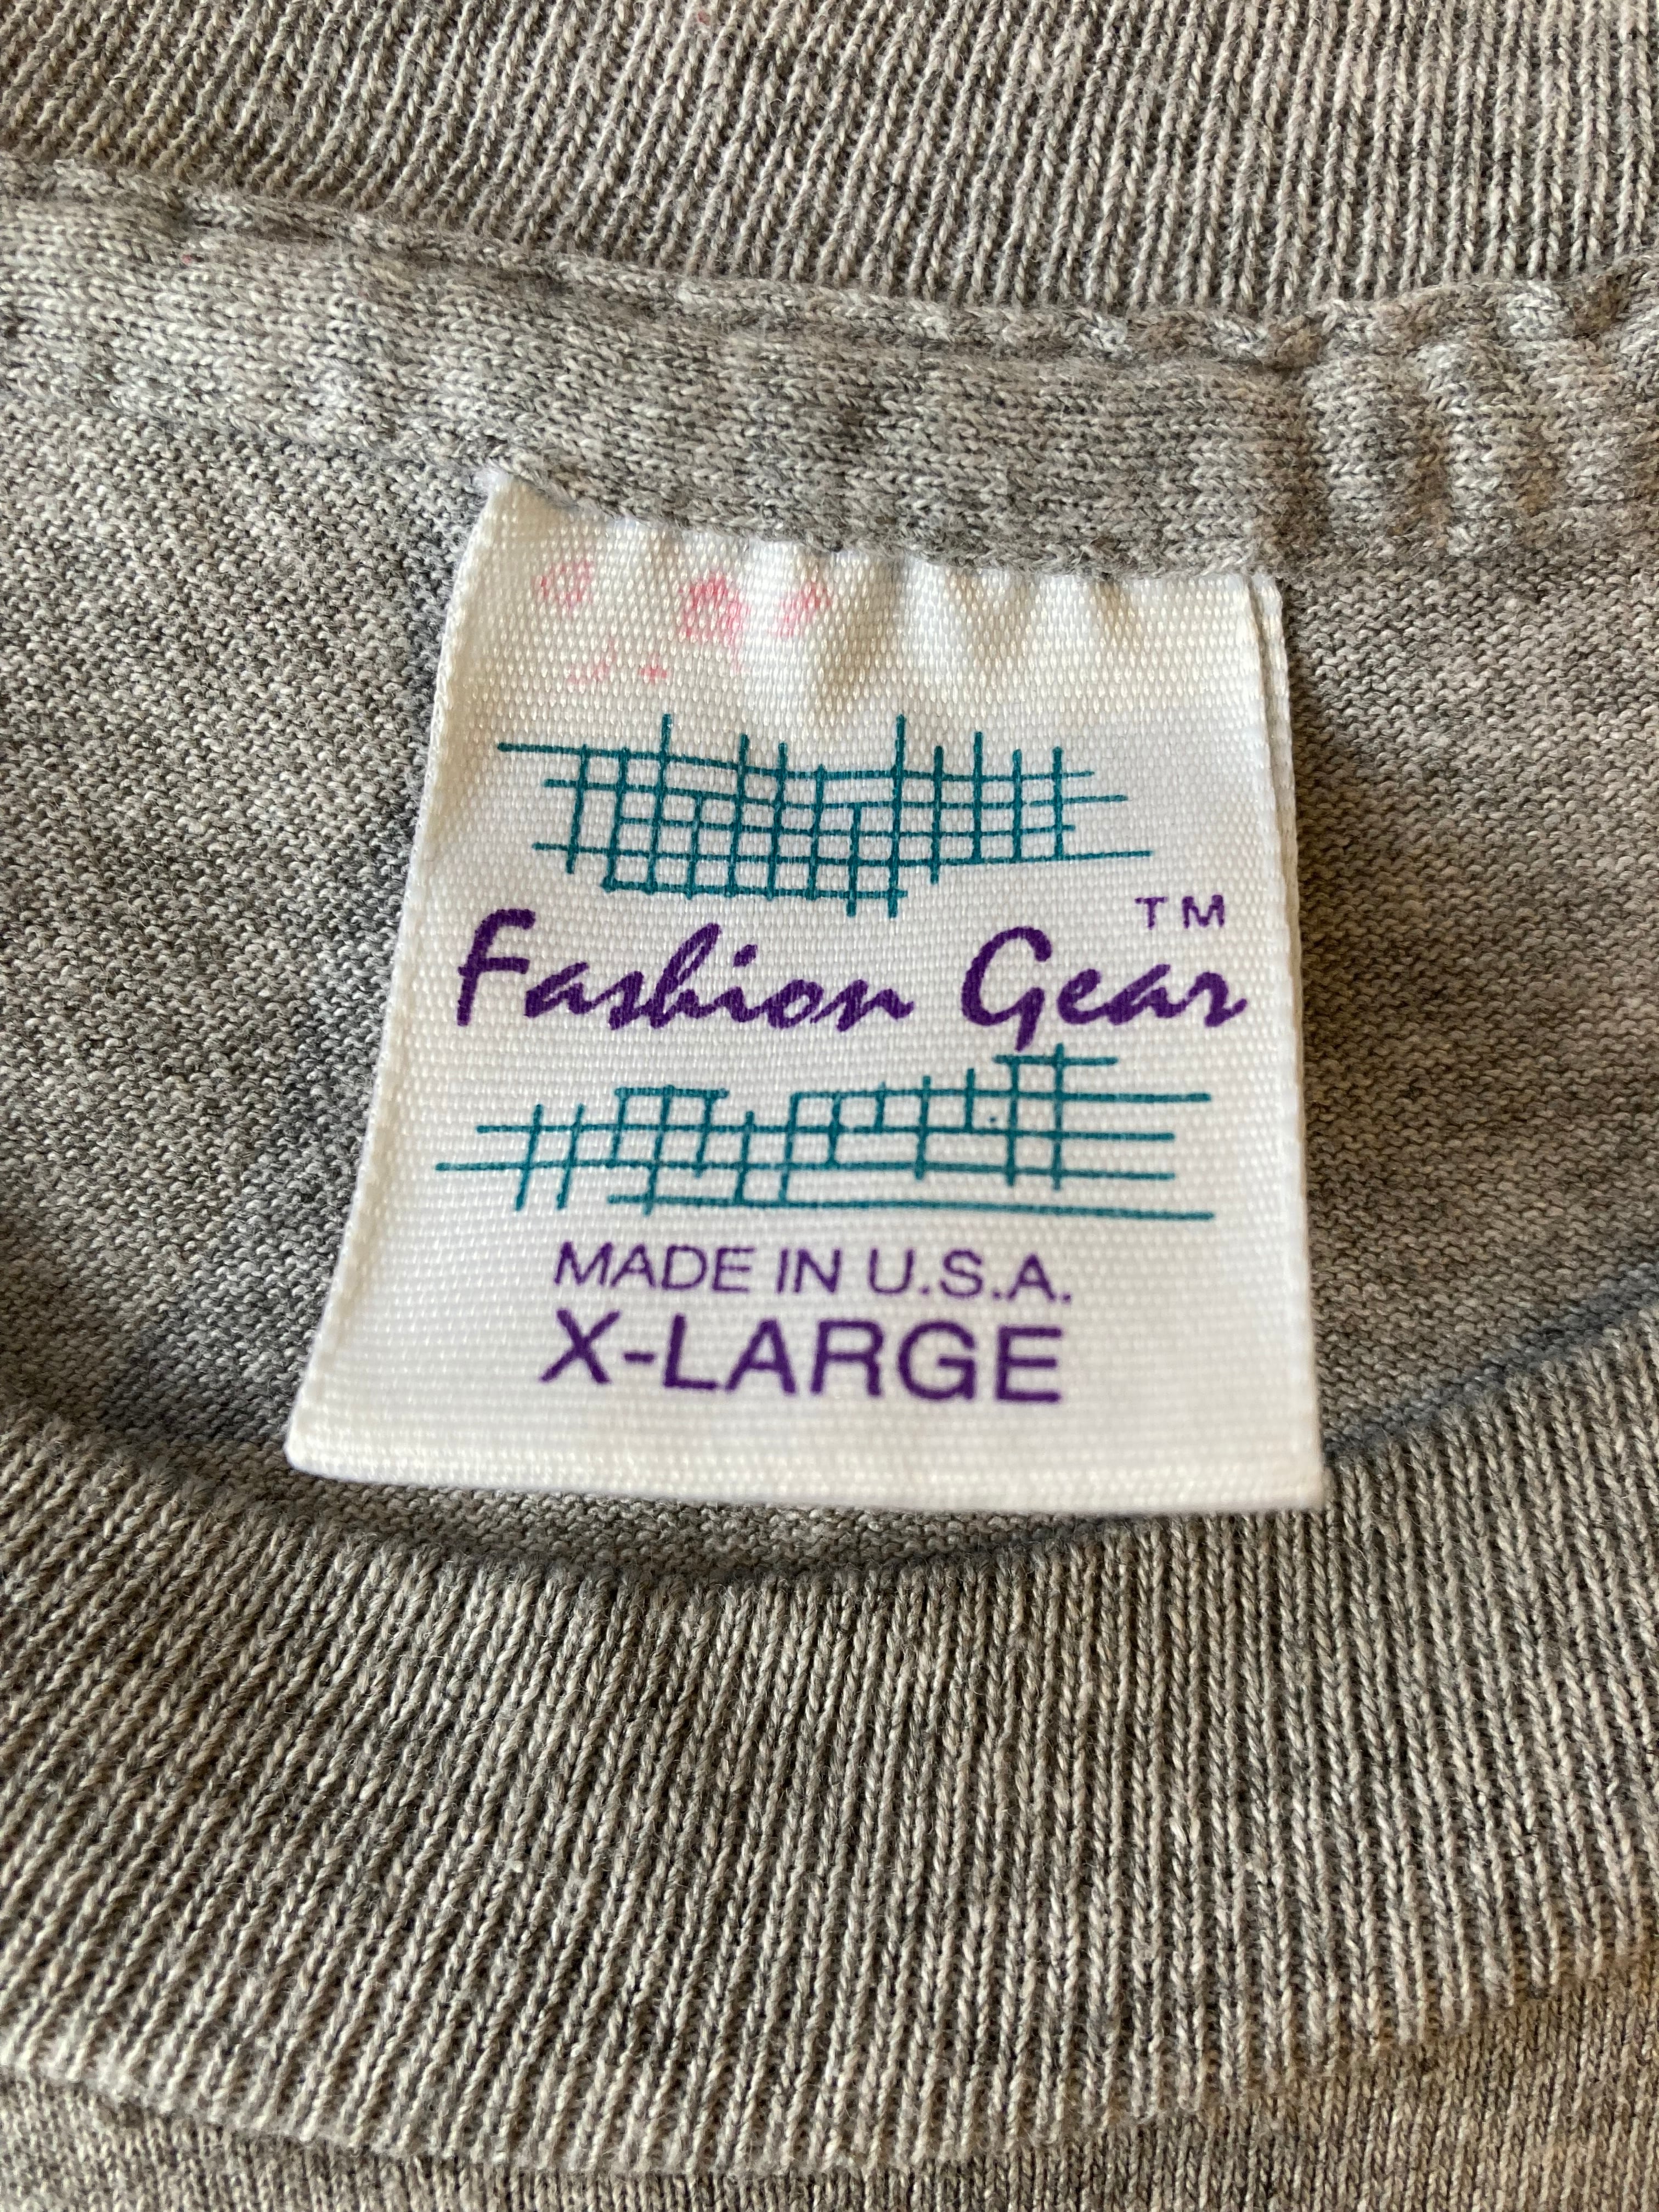 Fashion Gear™
MADE IN U.S.A.
X-LARGE